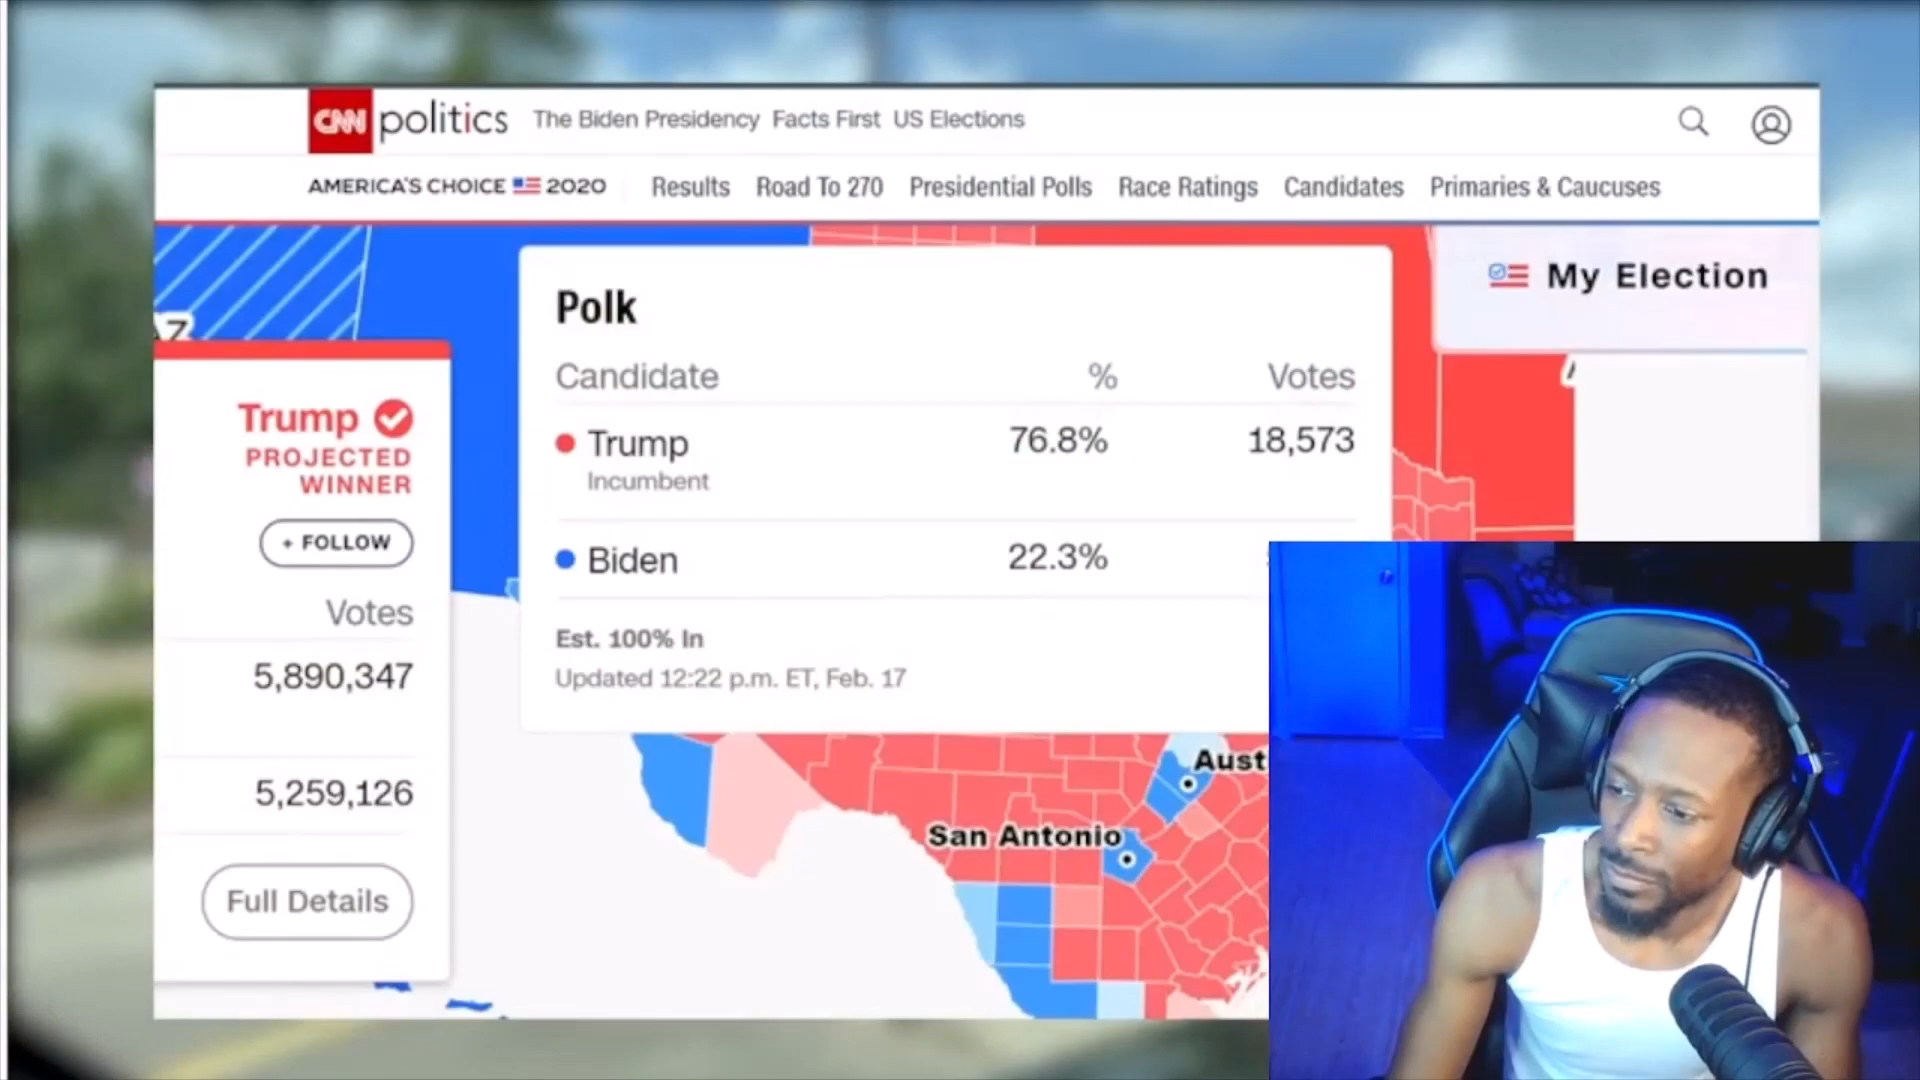 CNN politics The Biden Presidency Facts First US Elections
AMERICA'S CHOICE 2020 Results Road To 270 Presidential Polls Race Ratings Candidates Primaries & Caucuses
My Election
AZ
Polk
Candidate % Votes
Trump 76.8% 18,573
Incumbent
Biden 22.3%
Est. 100% In
Updated 12:22 p.m. ET, Feb. 17
Trump
PROJECTED
WINNER
+ FOLLOW
Votes
5,890,347
5,259,126
Full Details
Aust
San Antonio